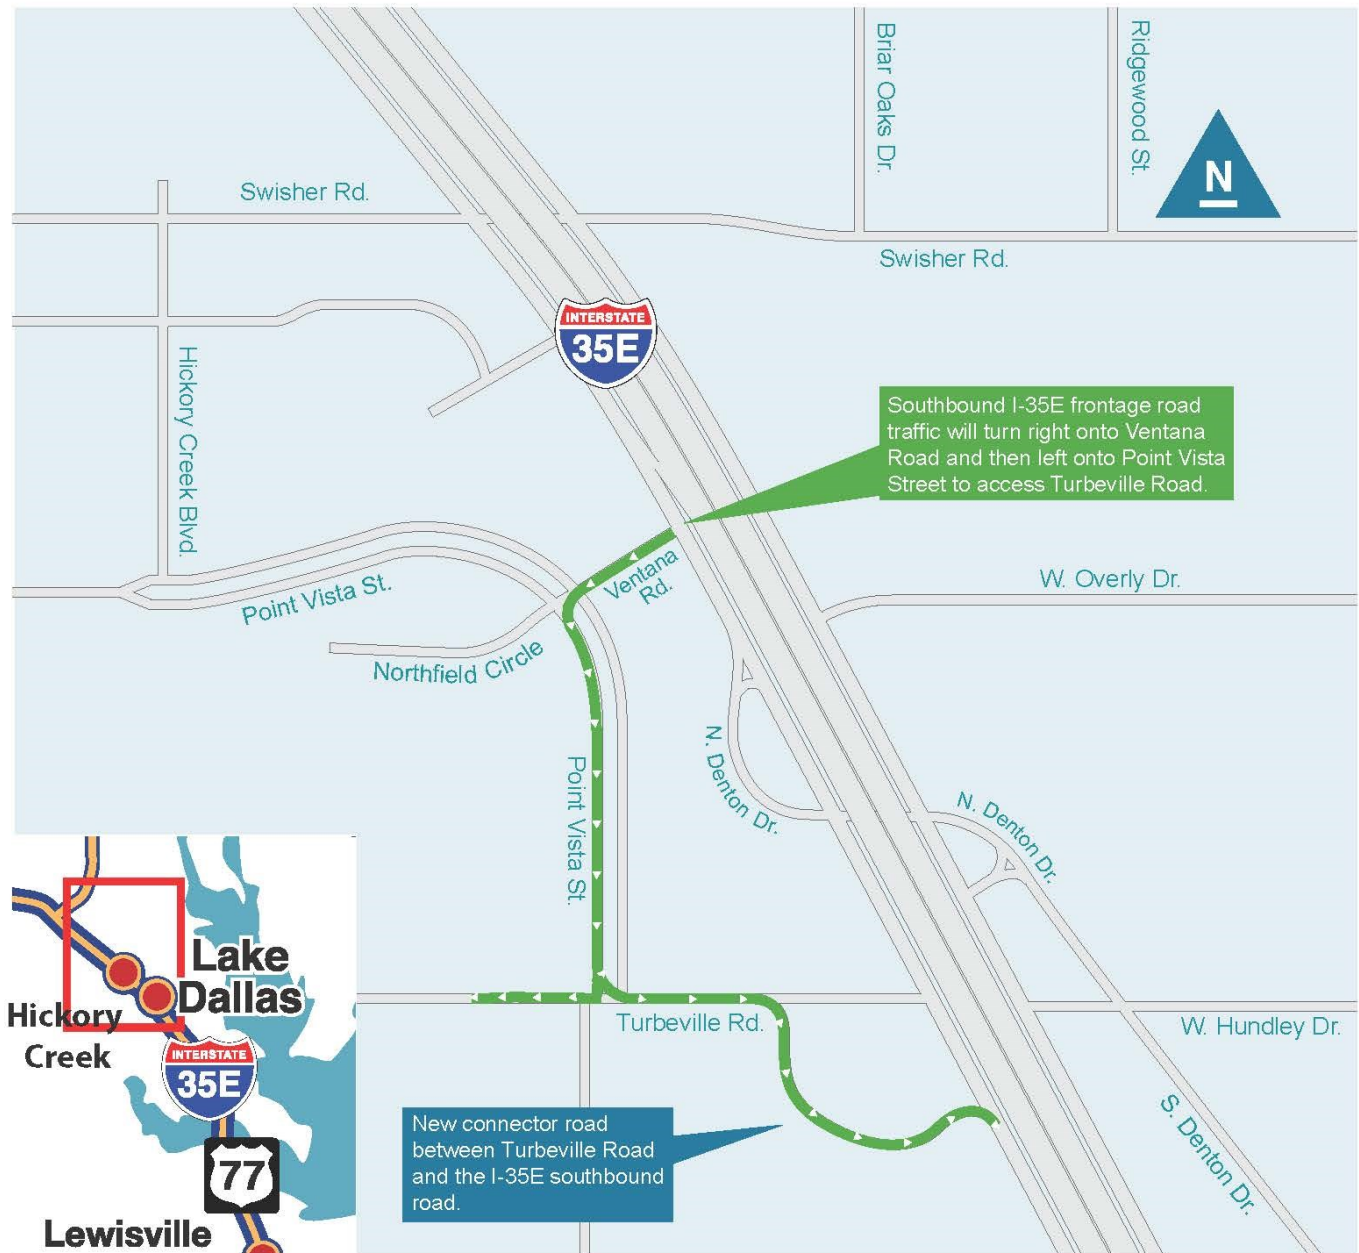 Briar Oaks Dr.
Ridgewood St.
N
Swisher Rd.
Swisher Rd.
INTERSTATE
35E
Hickory Creek Blvd.
Southbound I-35E frontage road
traffic will turn right onto Ventana
Road and then left onto Point Vista
Street to access Turbeville Road.
Ventana
Rd.
W. Overly Dr.
Point Vista St.
Northfield Circle
N. Denton Dr.
Point Vista St.
N. Denton Dr.
Turbeville Rd.
W. Hundley Dr.
S. Denton Dr.
New connector road
between Turbeville Road
and the I-35E southbound
road.
Lake
Dallas
Hickory
Creek
INTERSTATE
35E
77
Lewisville